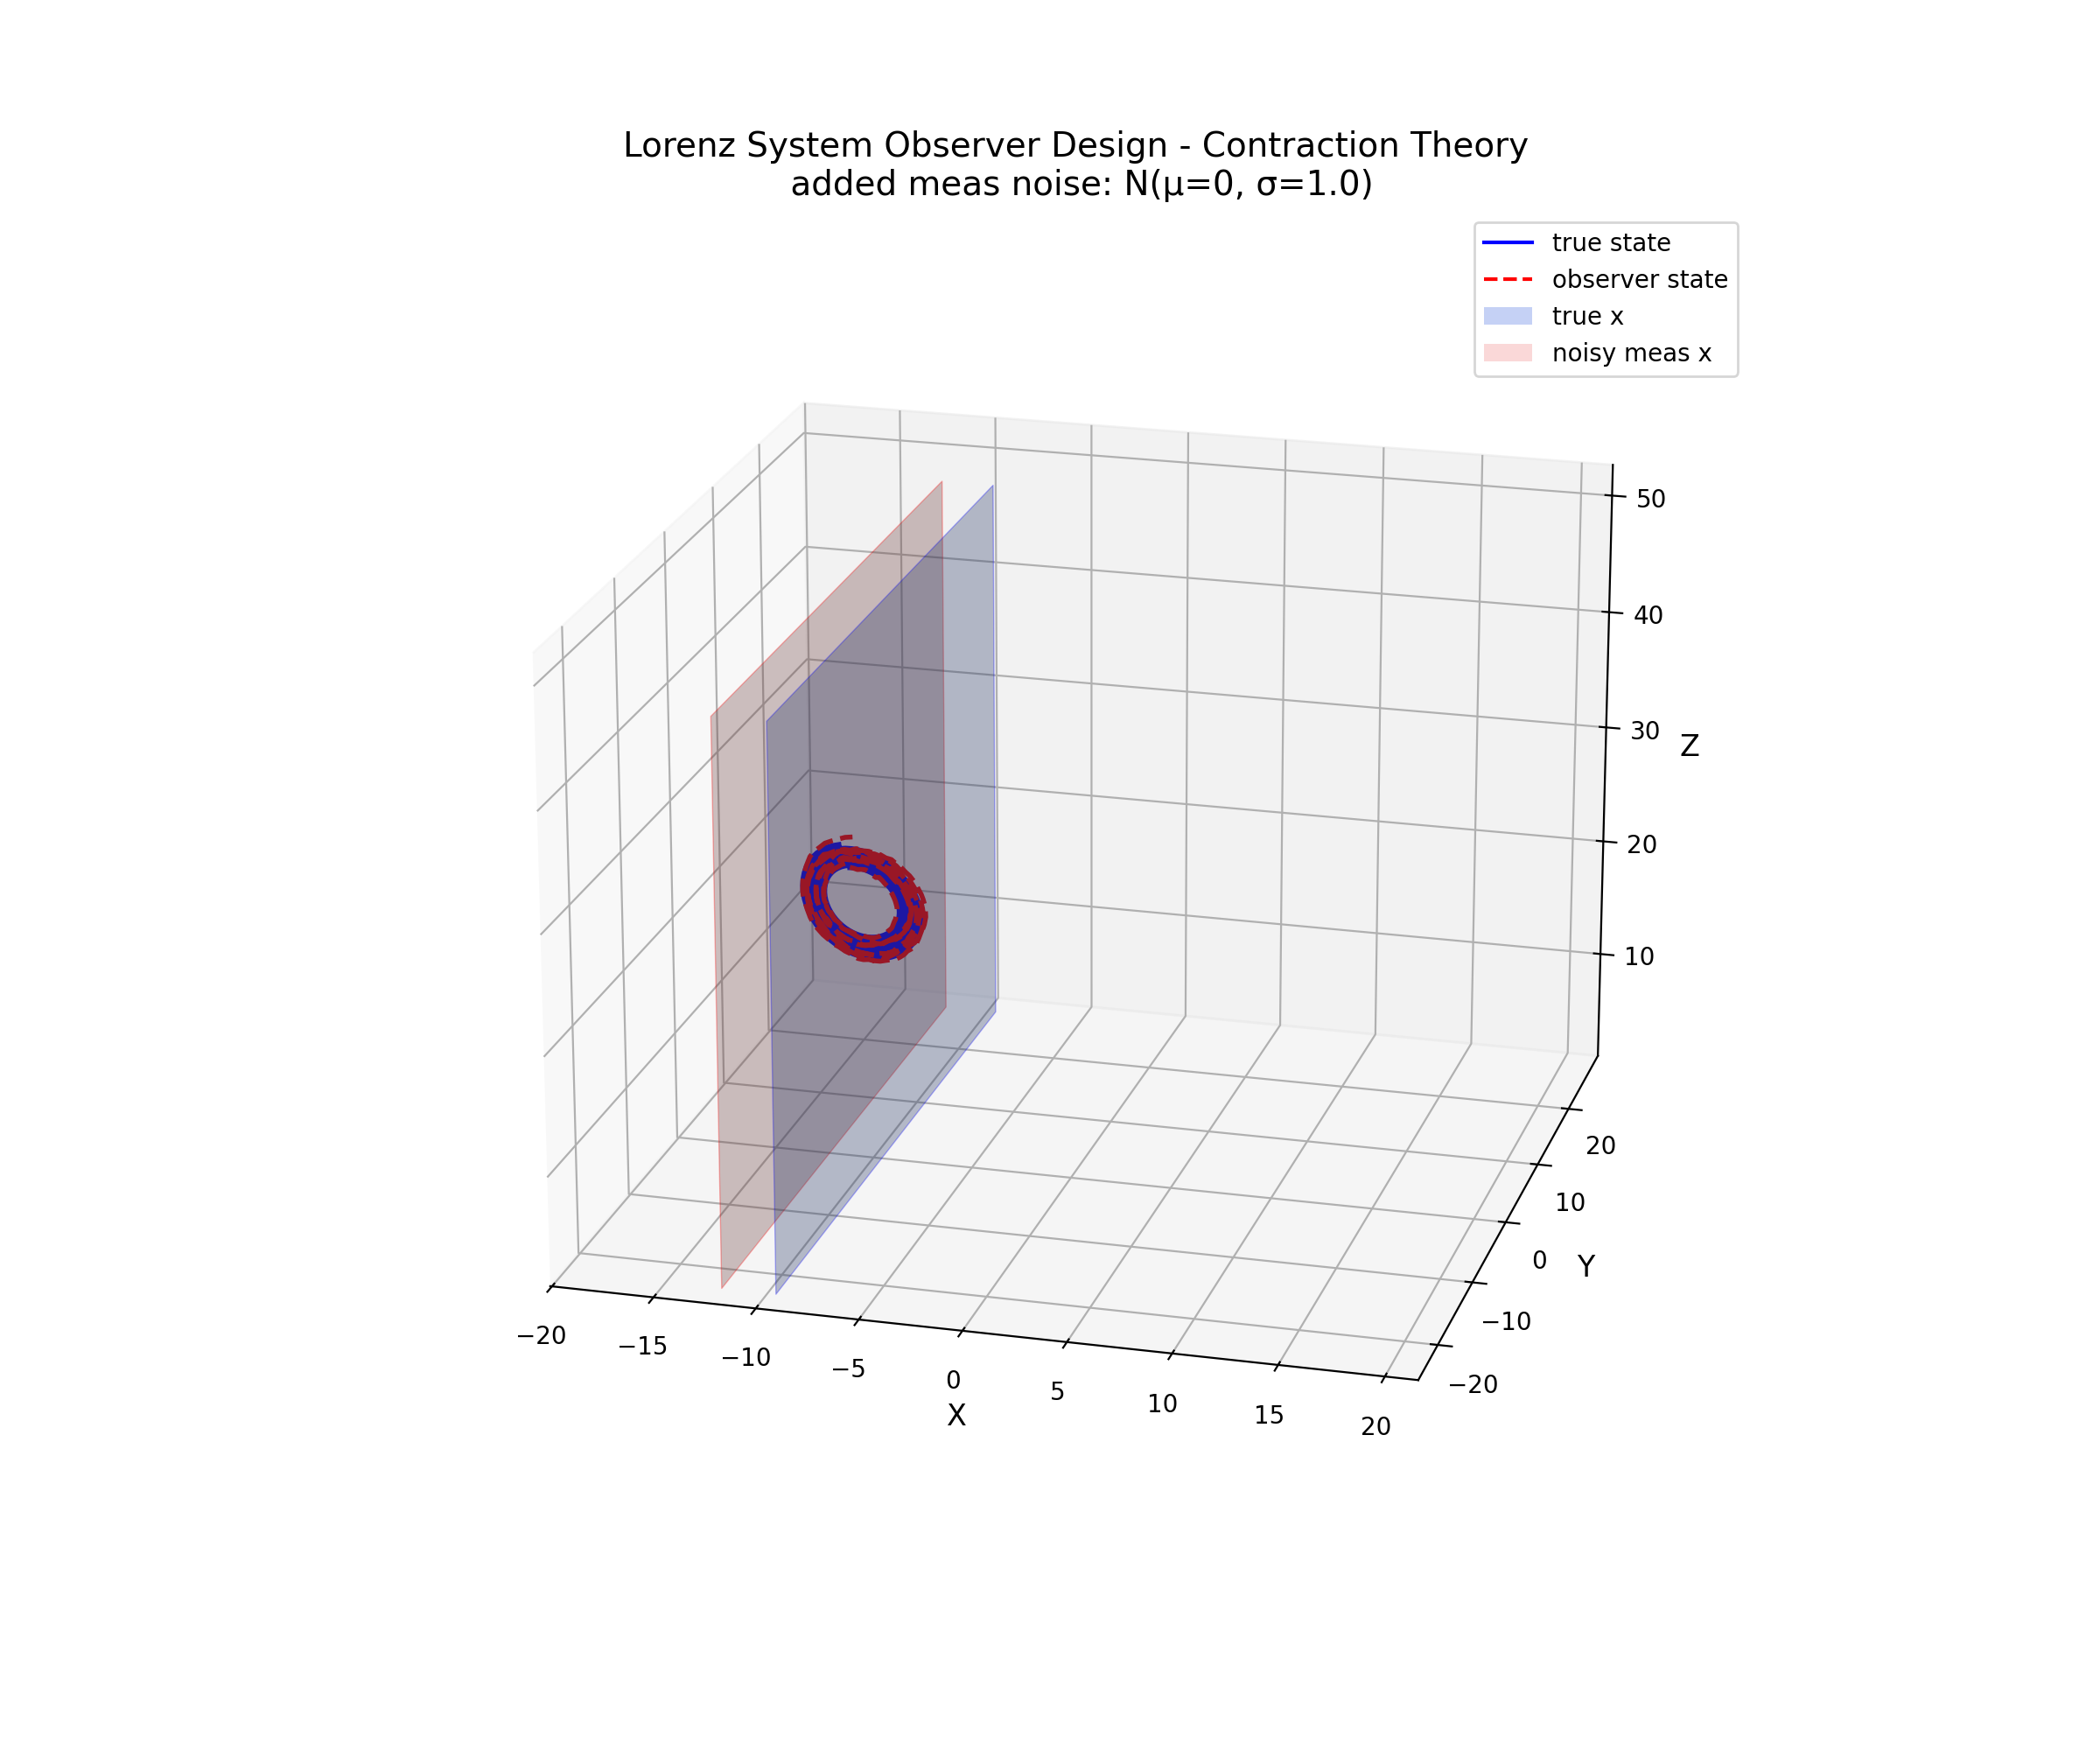 Lorenz System Observer Design - Contraction Theory
added meas noise: N(μ=0, σ=1.0)
true state
observer state
true x
noisy meas x
50
40
30
20
10
Z
20
10
0
−10
−20
Y
−20
−15
−10
−5
0
5
10
15
20
X